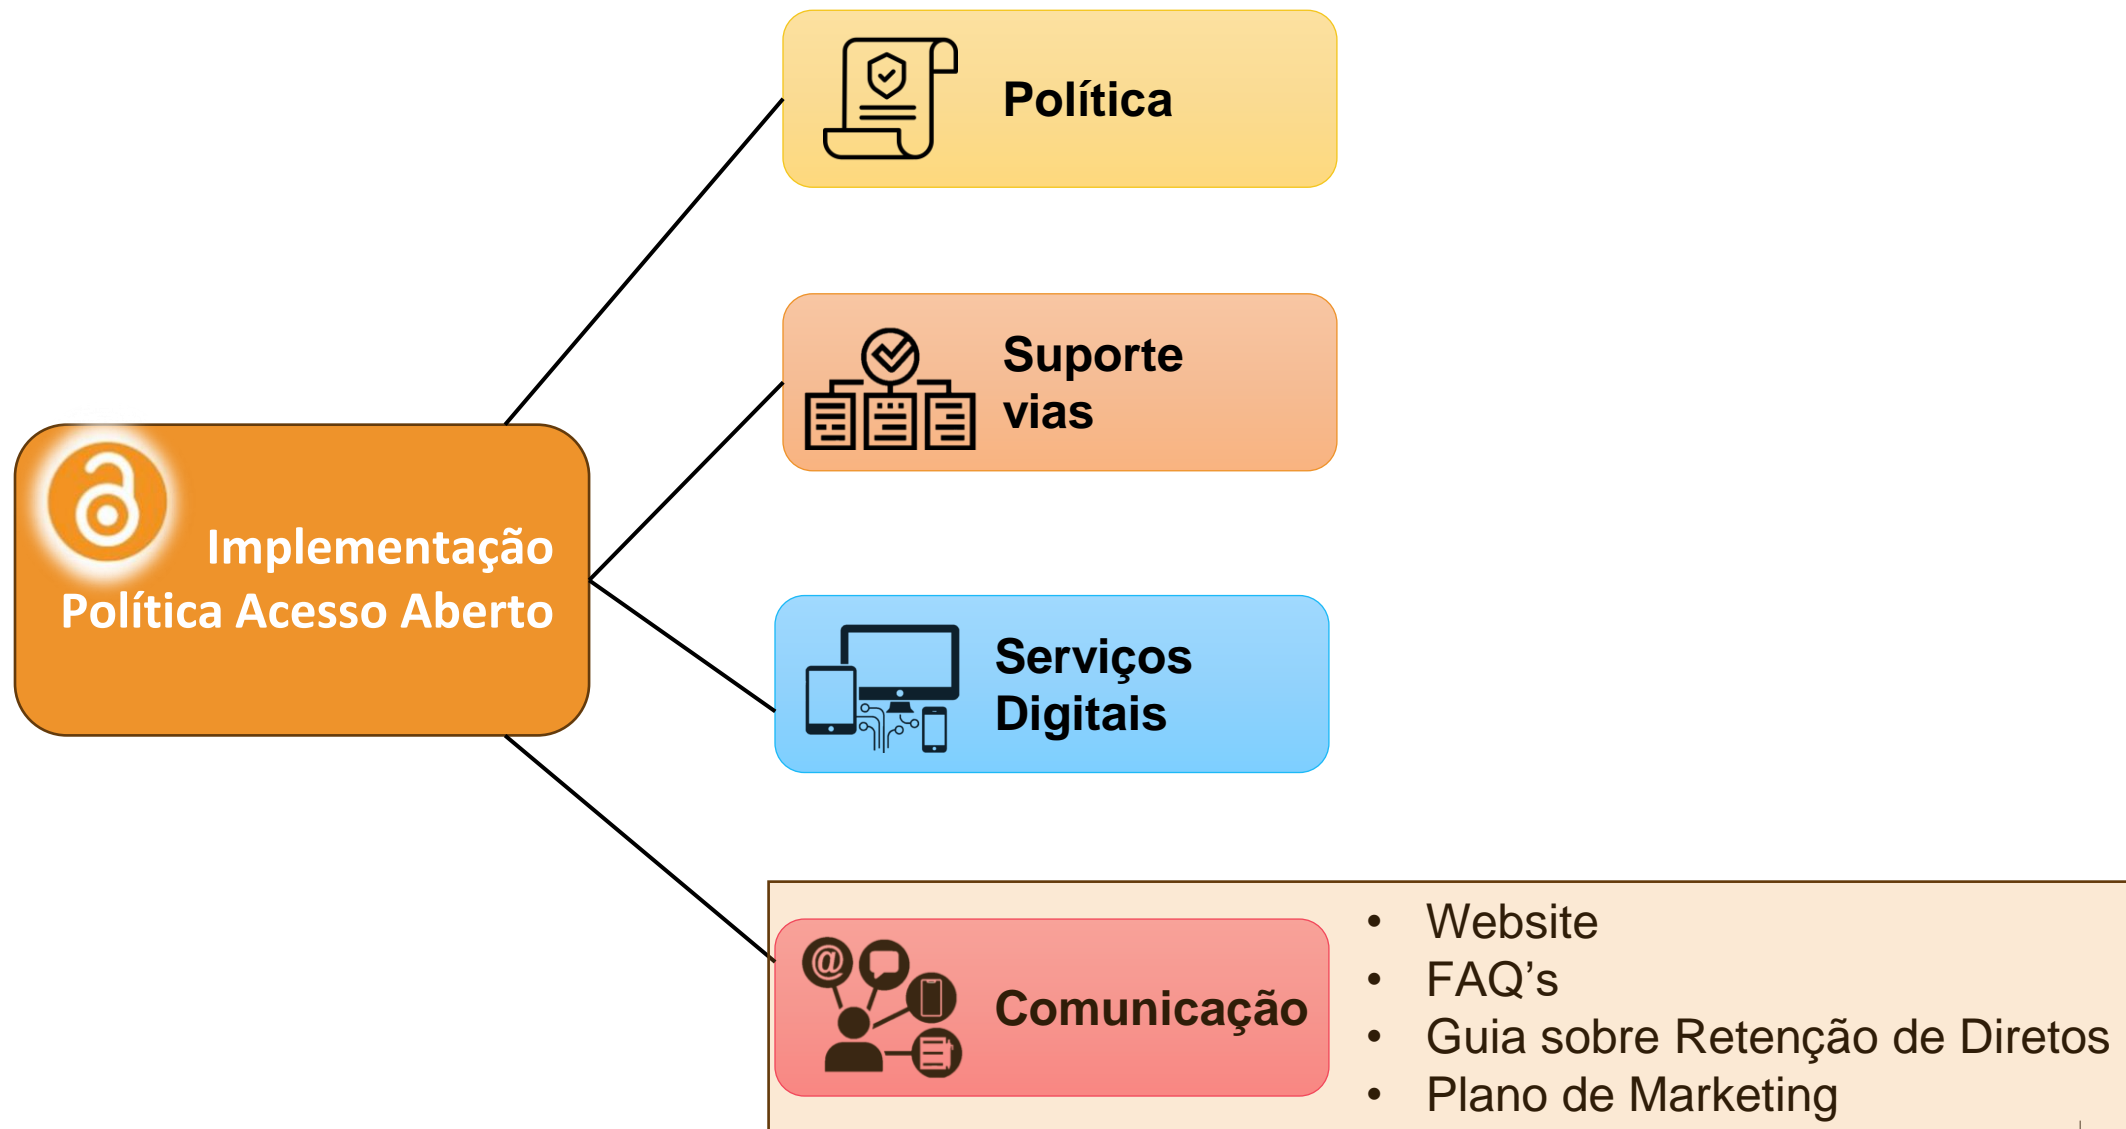 Política
Suporte
vias
Implementação
Política Acesso Aberto
Serviços
Digitais
Comunicação
• Website
• FAQ’s
• Guia sobre Retenção de Diretos
• Plano de Marketing